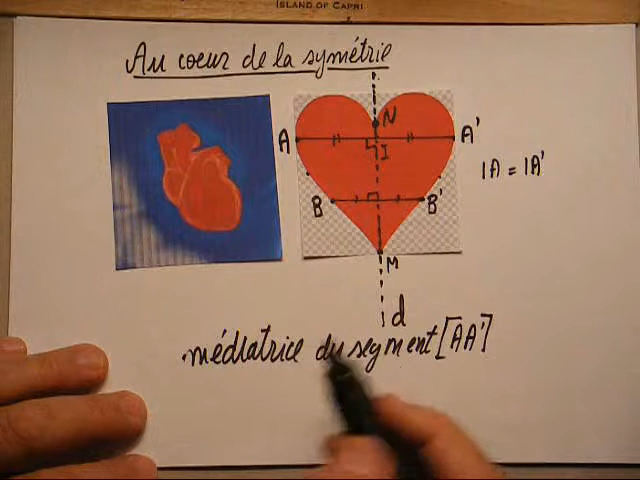 ISLAND OF CAPRI
Au coeur de la symétrie
N
A
A'
I
IA = IA'
B
B'
M
d
médiatrice du segment [AA']